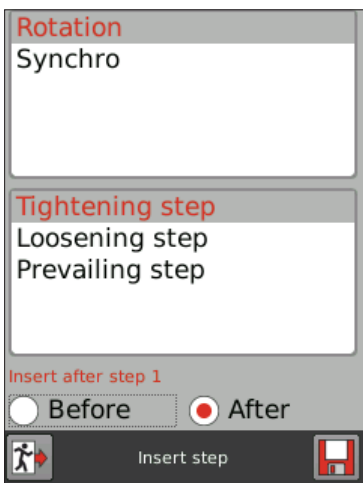 Rotation
Synchro
Tightening step
Loosening step
Prevailing step
Insert after step 1
Before After
Insert step